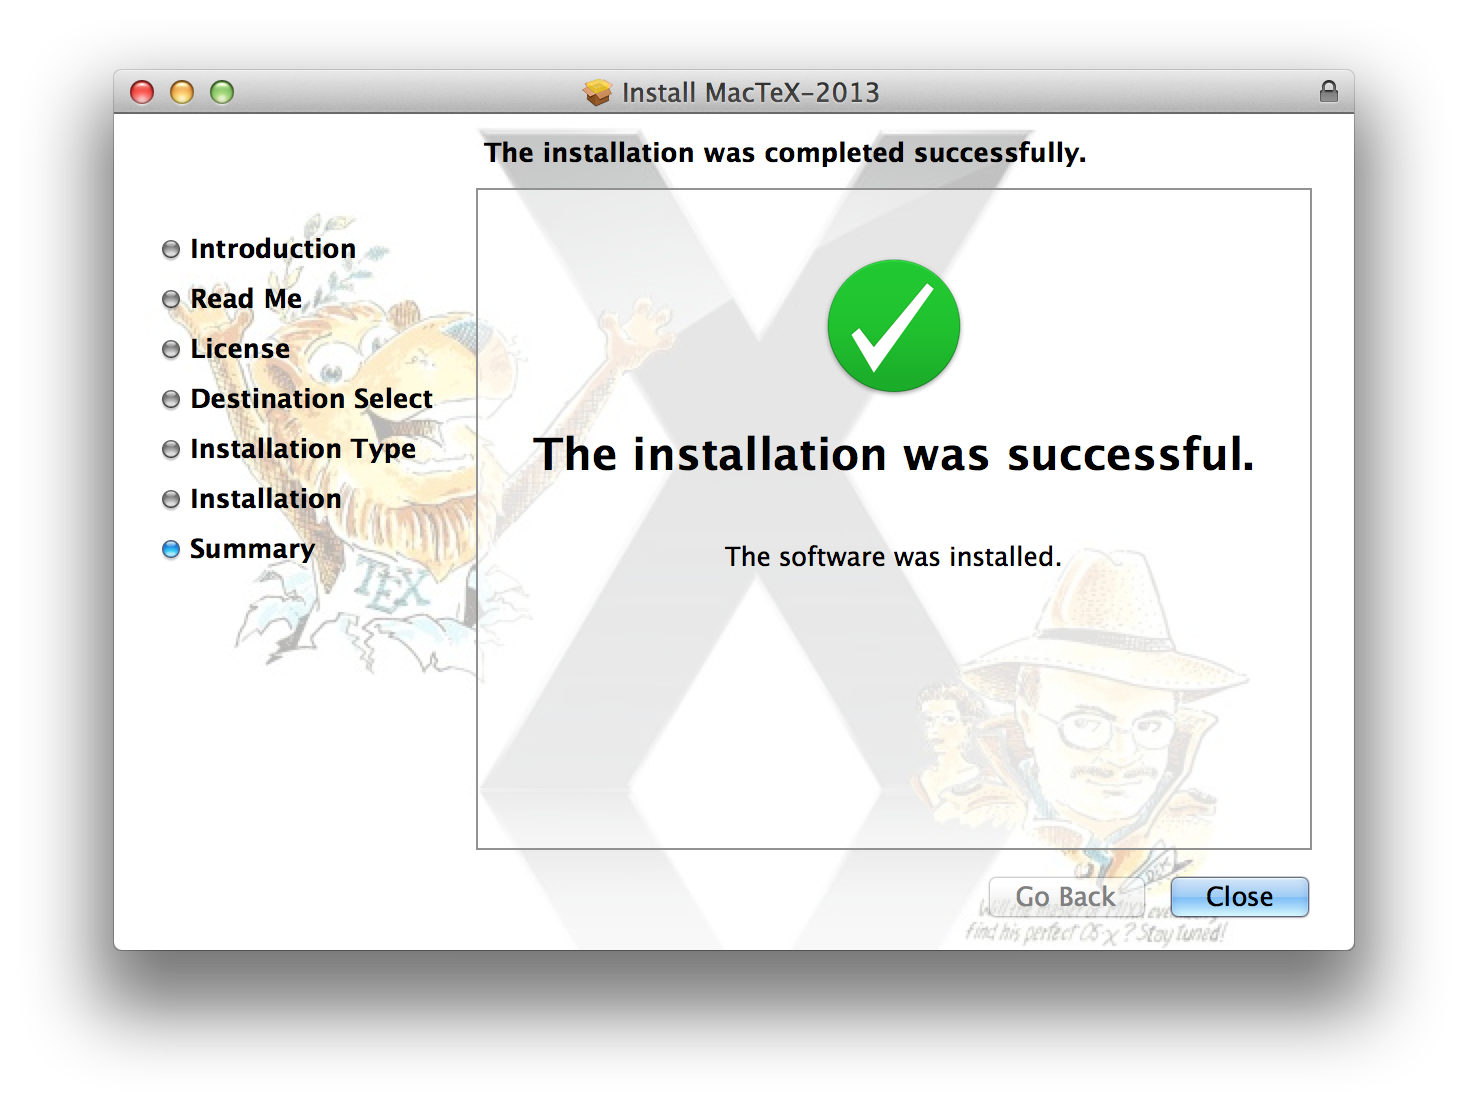 Install MacTeX-2013
The installation was completed successfully.
Introduction
Read Me
License
Destination Select
Installation Type
Installation
Summary
TEX
The installation was successful.
The software was installed.
Go Back
Close
find his perfect OS-X? Stay tuned!